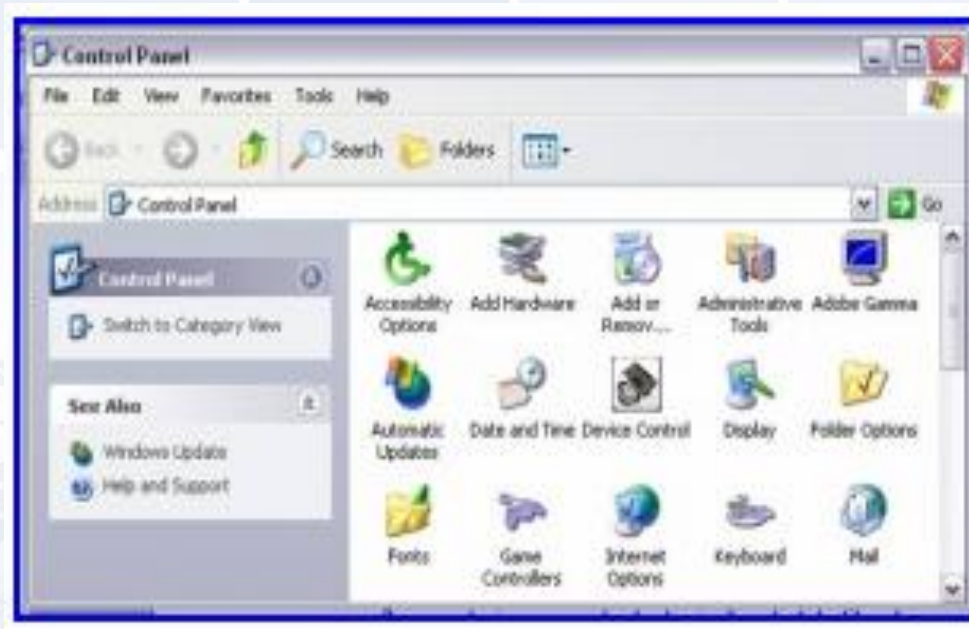 Control Panel
File Edit View Favorites Tools Help
Back Search Folders
Address Control Panel Go
Control Panel
Switch to Category View
See Also
Windows Update
Help and Support
Accessibility Options
Add Hardware
Add or Remov...
Administrative Tools
Adobe Gamma
Automatic Updates
Date and Time
Device Control
Display
Folder Options
Fonts
Game Controllers
Internet Options
Keyboard
Mail